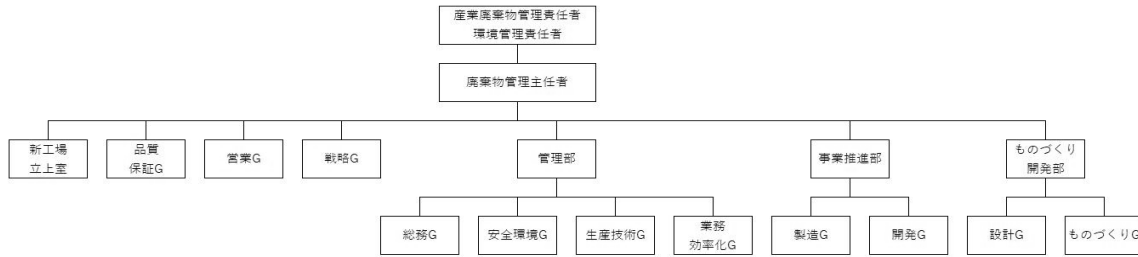 産業廃棄物管理責任者
環境管理責任者
廃棄物管理主任者
新工場
立上室
品質
保証G
営業G
戦略G
管理部
事業推進部
ものづくり
開発部
総務G
安全環境G
生産技術G
業務
効率化G
製造G
開発G
設計G
ものづくりG